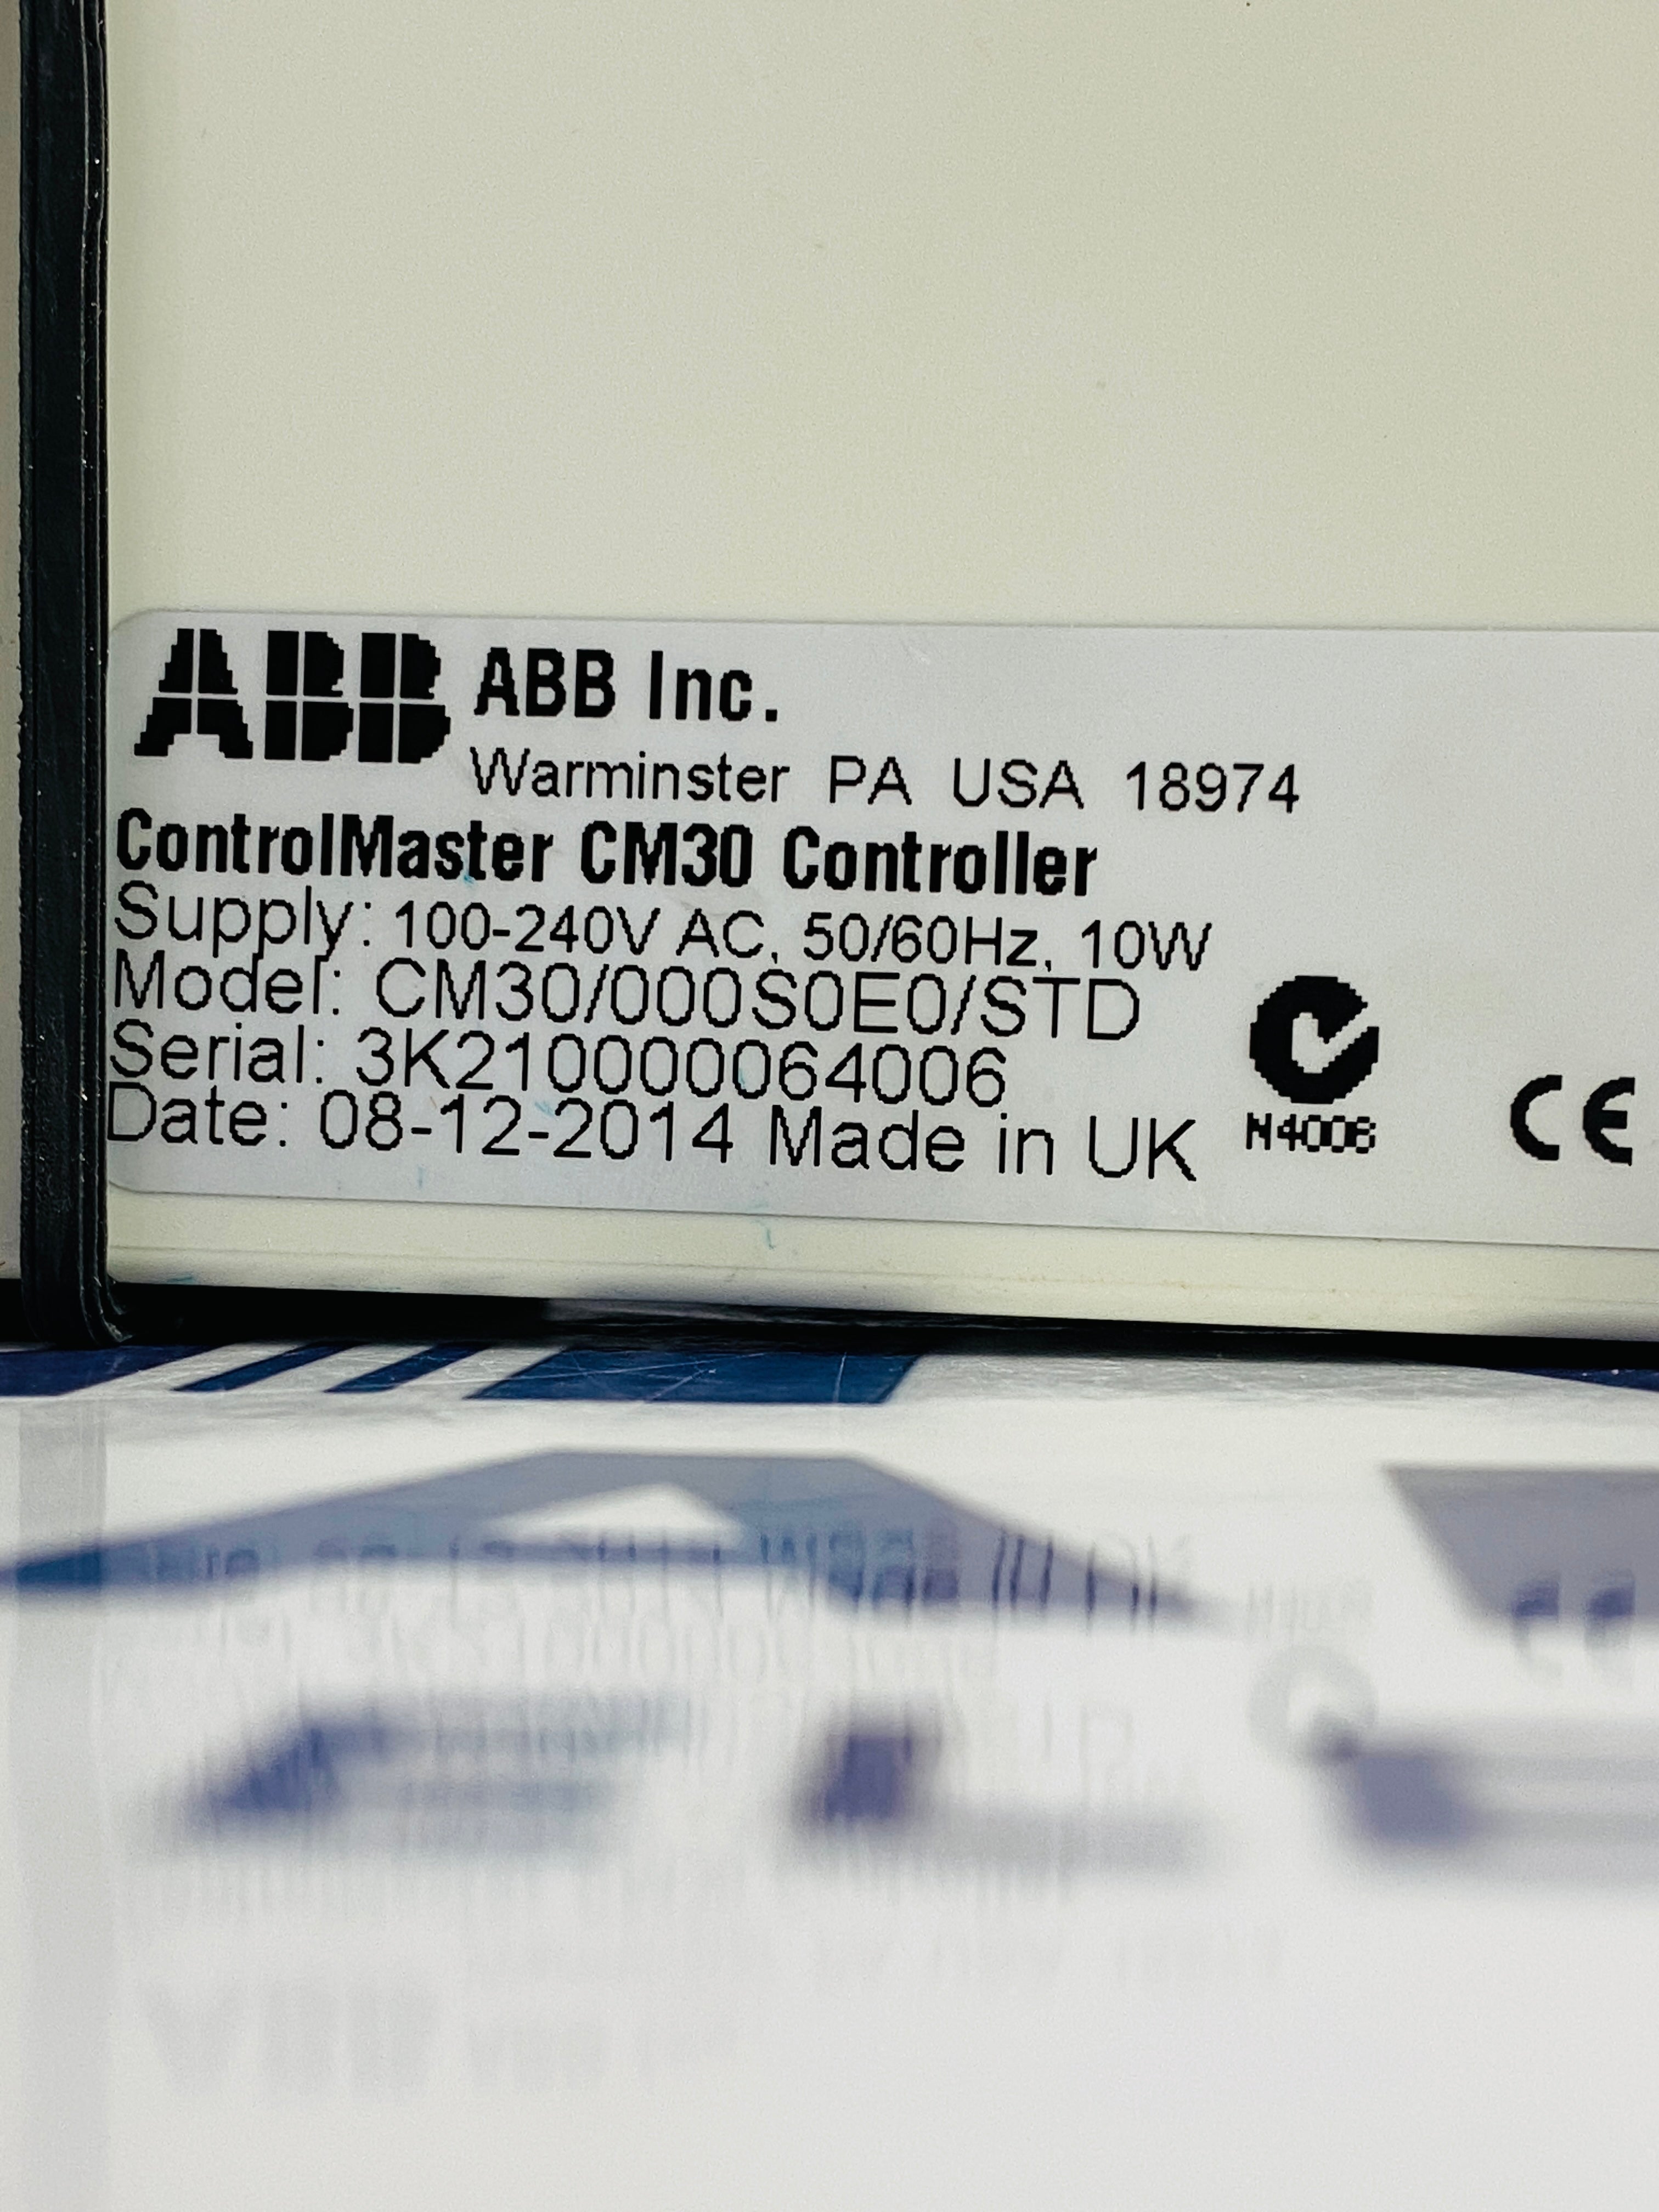 ABB ABB Inc.
Warminster PA USA 18974
ControlMaster CM30 Controller
Supply: 100-240V AC, 50/60Hz, 10W
Model: CM30/000S0E0/STD
Serial: 3K210000064006
Date: 08-12-2014 Made in UK
N4006
CE